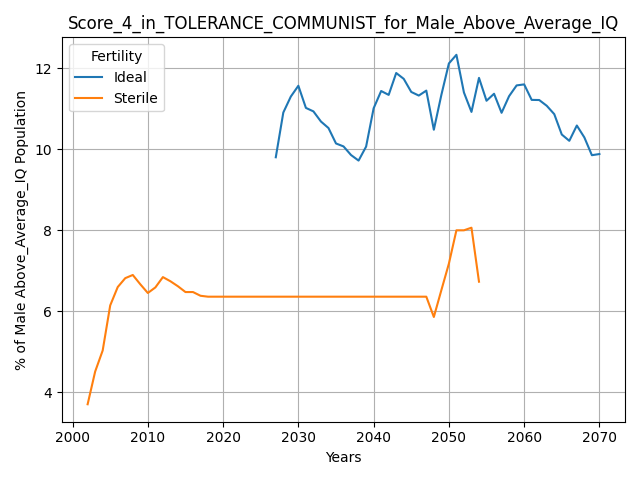 Score_4_in_TOLERANCE_COMMUNIST_for_Male_Above_Average_IQ
Fertility
Ideal
Sterile
% of Male Above_Average_IQ Population
12
10
8
6
4
2000 2010 2020 2030 2040 2050 2060 2070
Years